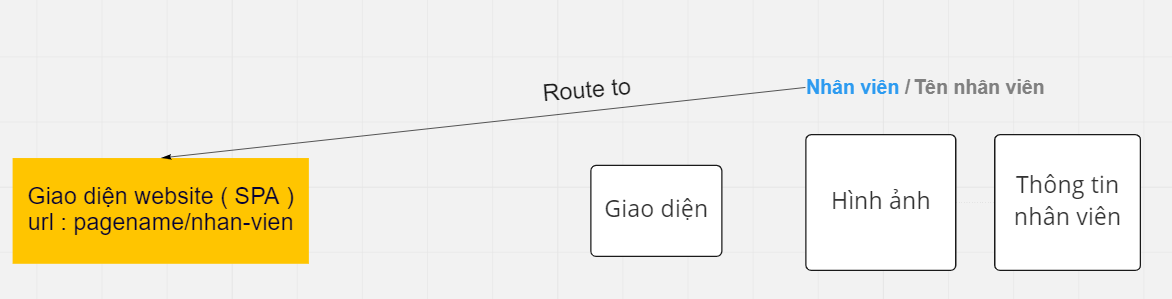 Route to
Nhân viên / Tên nhân viên
Giao diện website ( SPA )
url : pagename/nhan-vien
Giao diện
Hình ảnh
Thông tin
nhân viên